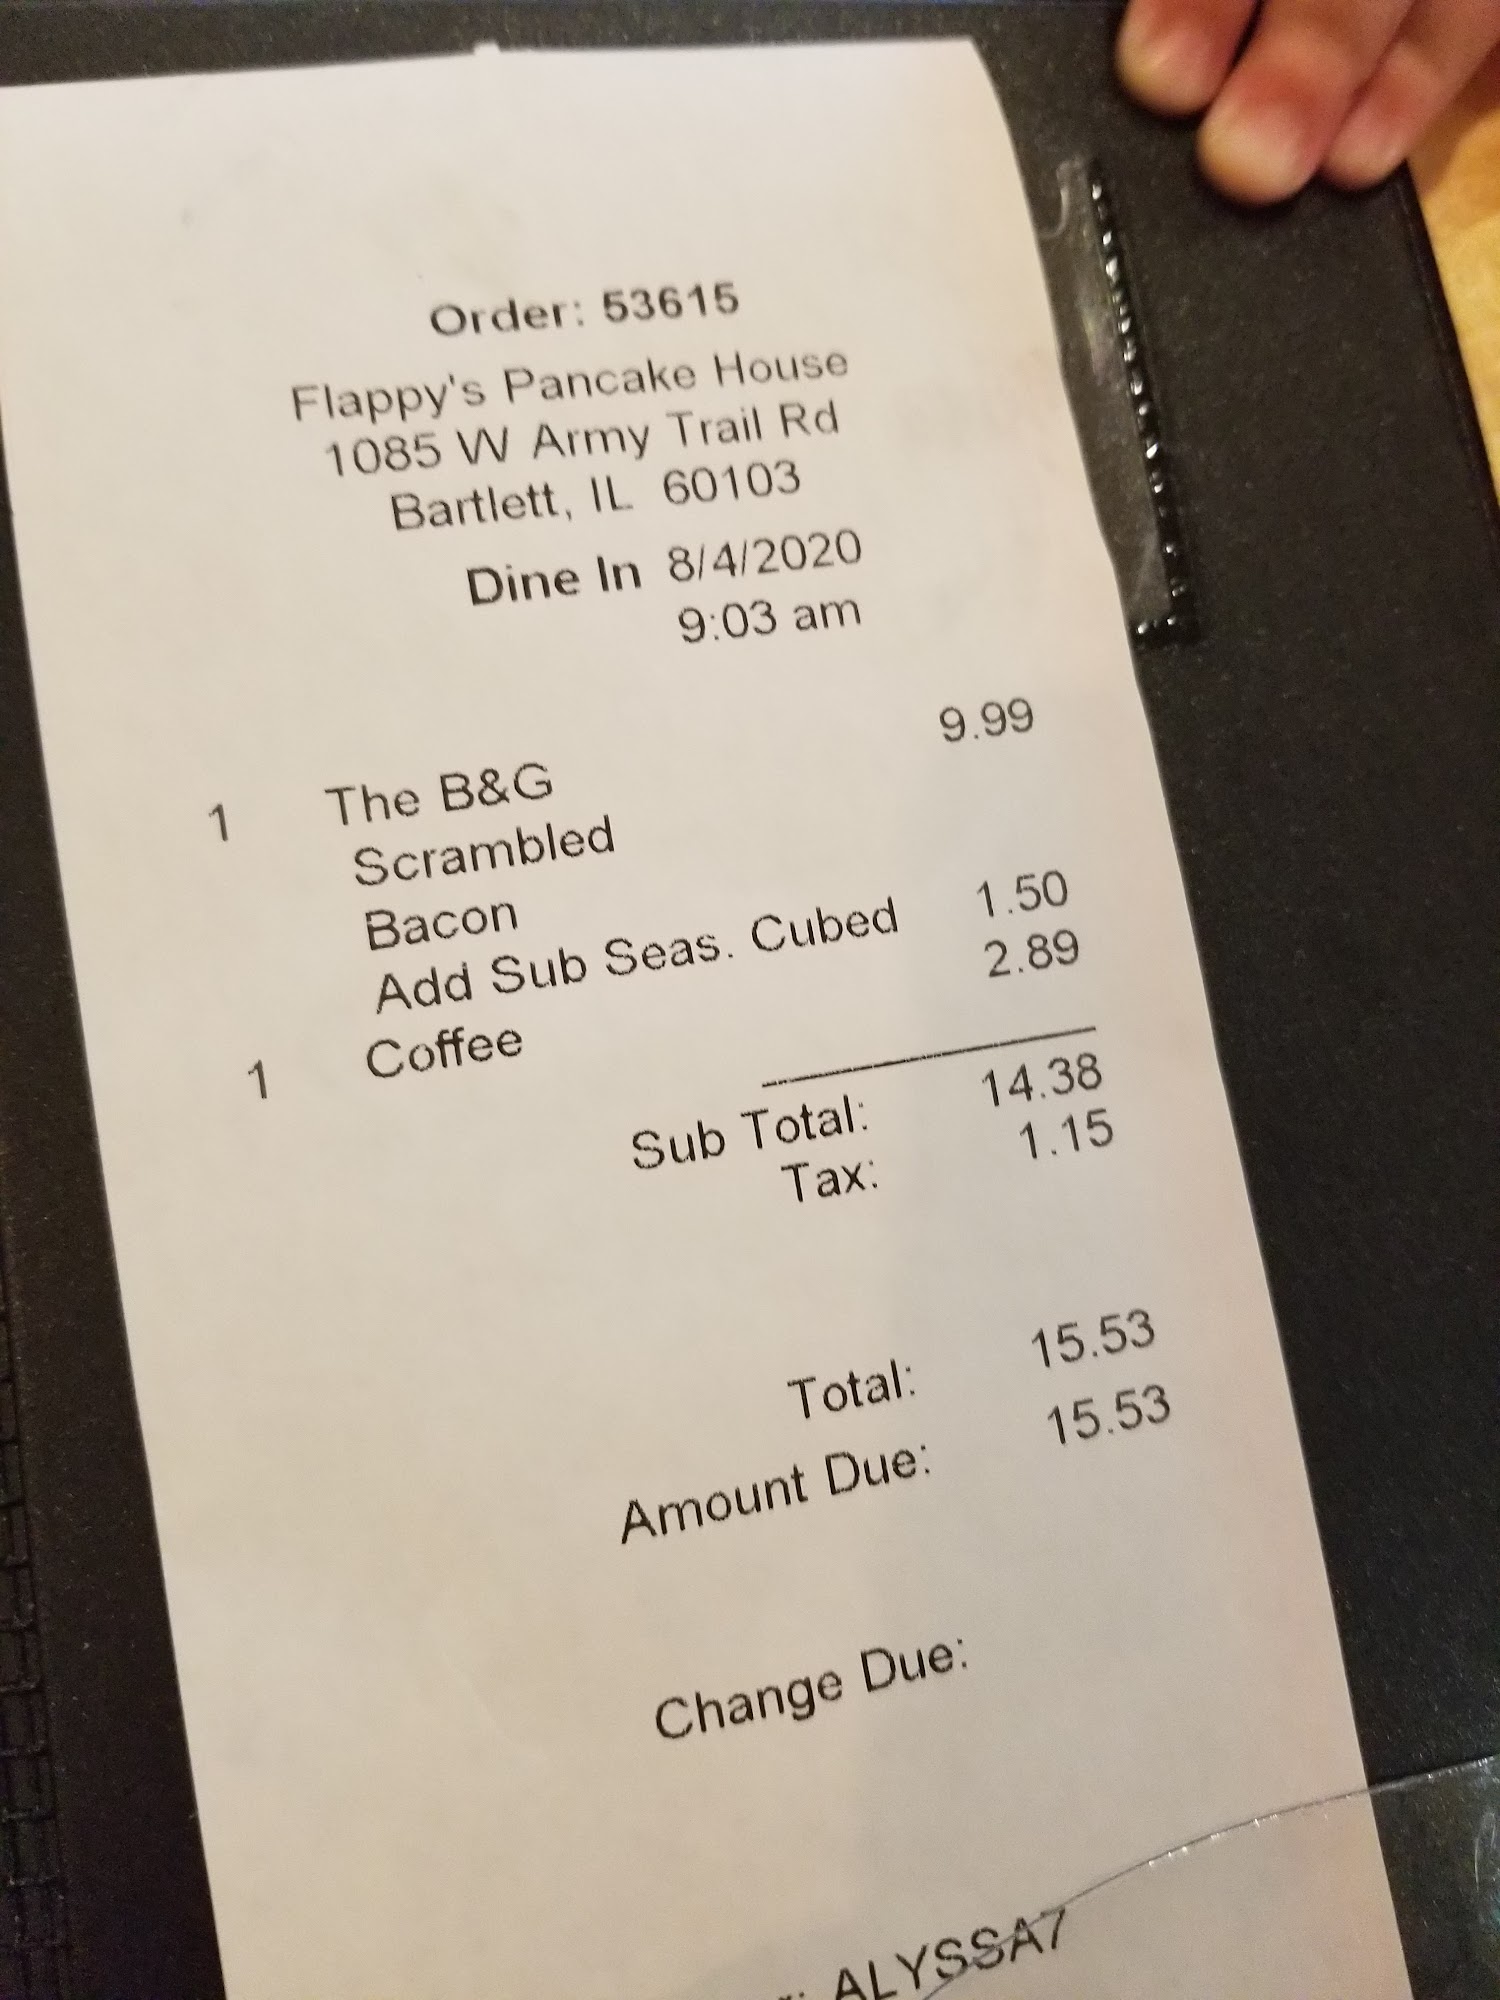 Order: 53615
Flappy's Pancake House
1085 W Army Trail Rd
Bartlett, IL 60103
Dine In 8/4/2020
9:03 am
1 The B&G 9.99
Scrambled
Bacon
Add Sub Seas. Cubed 1.50
1 Coffee 2.89
Sub Total: 14.38
Tax: 1.15
Total: 15.53
Amount Due: 15.53
Change Due:
ALYSSA7